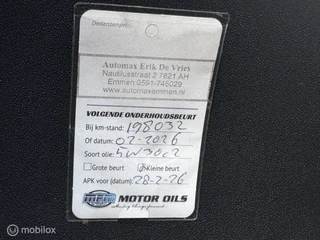 Dealerstempel:
Automax Erik De Vries
Nautilusstraat 2 7821 AH
Emmen 0591-745029
www.automaxemmen.nl
VOLGENDE ONDERHOUDSBEURT
Bij km-stand: 198032
Of datum: 02-2026
Soort olie: 5W30C2
Grote beurt Kleine beurt
APK voor (datum): 28-2-26
MPM MOTOR OILS
© mobilox